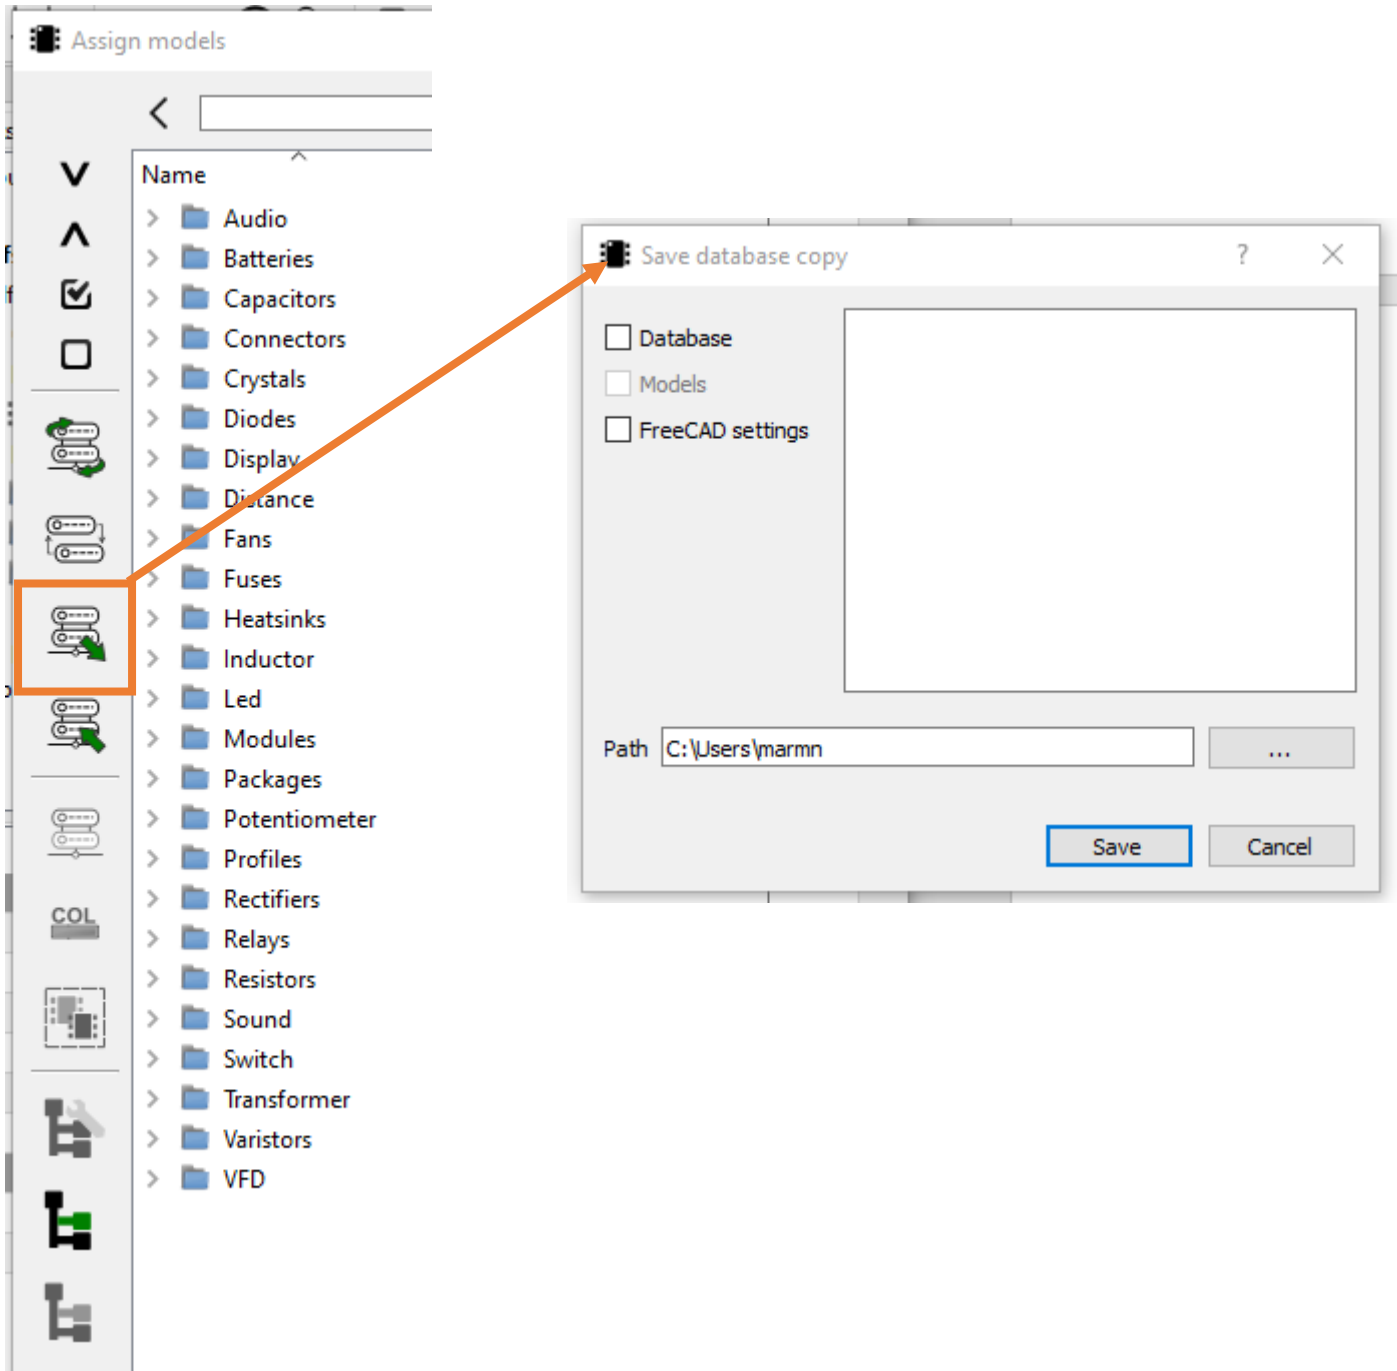 Assign models
Name
Audio
Batteries
Capacitors
Connectors
Crystals
Diodes
Display
Distance
Fans
Fuses
Heatsinks
Inductor
Led
Modules
Packages
Potentiometer
Profiles
Rectifiers
Relays
Resistors
Sound
Switch
Transformer
Varistors
VFD
COL
Save database copy
?
Database
Models
FreeCAD settings
Path C:\Users\marmn ...
Save Cancel